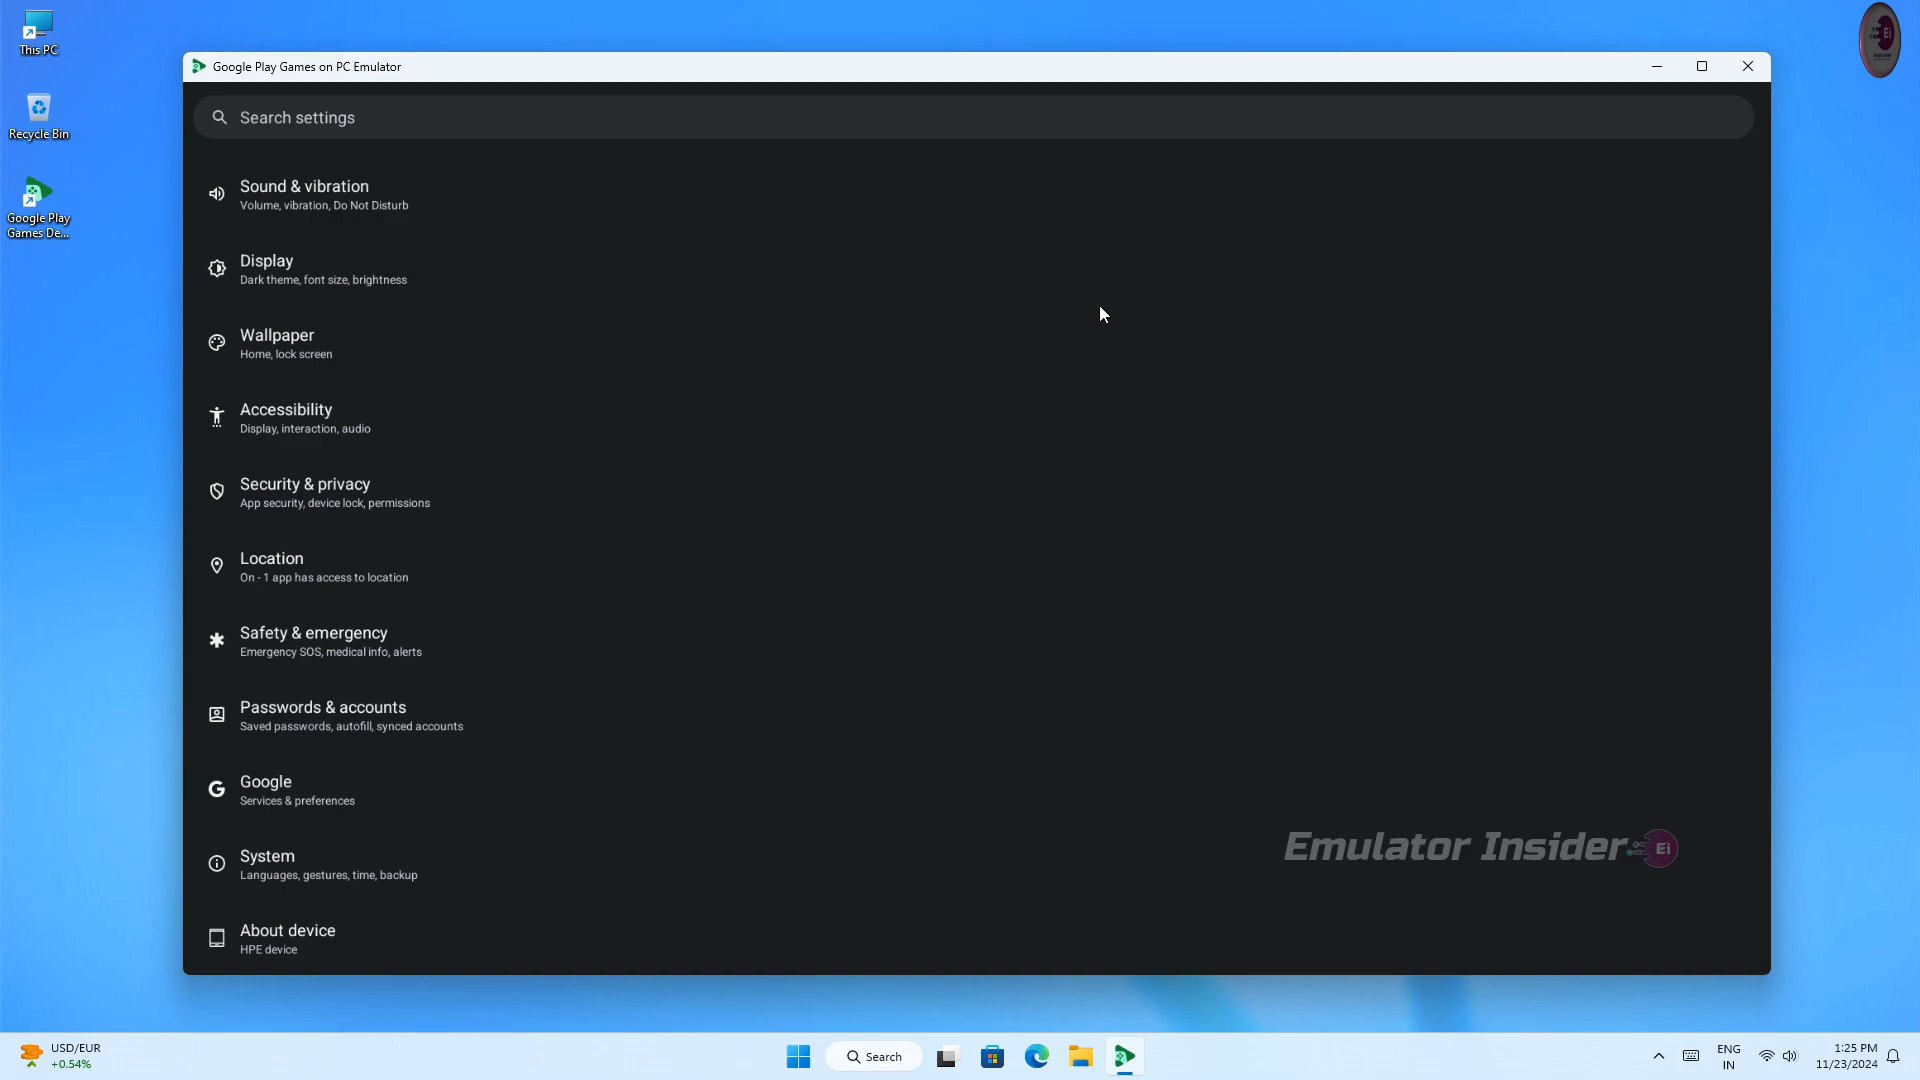 This PC
Recycle Bin
Google Play
Games De...
Google Play Games on PC Emulator
Search settings
Sound & vibration
Volume, vibration, Do Not Disturb
Display
Dark theme, font size, brightness
Wallpaper
Home, lock screen
Accessibility
Display, interaction, audio
Security & privacy
App security, device lock, permissions
Location
On - 1 app has access to location
Safety & emergency
Emergency SOS, medical info, alerts
Passwords & accounts
Saved passwords, autofill, synced accounts
Google
Services & preferences
System
Languages, gestures, time, backup
About device
HPE device
Emulator Insider Ei
Ei
USD/EUR
+0.54%
Search
ENG
IN
1:25 PM
11/23/2024